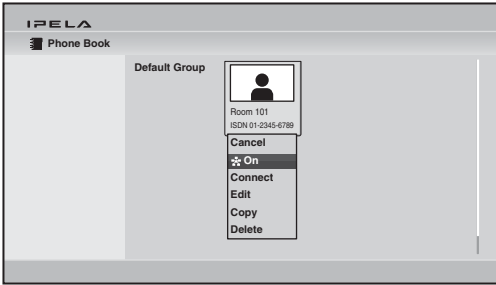 IPELA
Phone Book
Default Group
Room 101
ISDN 01-2345-6789
Cancel
On
Connect
Edit
Copy
Delete